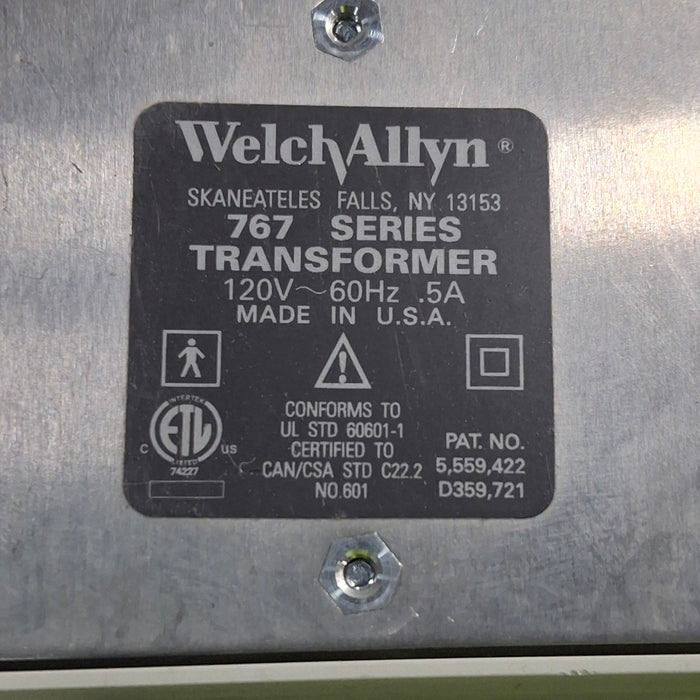 WelchAllyn ®
SKANEATELES FALLS, NY 13153
767 SERIES
TRANSFORMER
120V~60Hz .5A
MADE IN U.S.A.
CONFORMS TO
UL STD 60601-1
CERTIFIED TO
CAN/CSA STD C22.2
NO.601
INTERTEK
C ETL US
LISTED
74227
PAT. NO.
5,559,422
D359,721